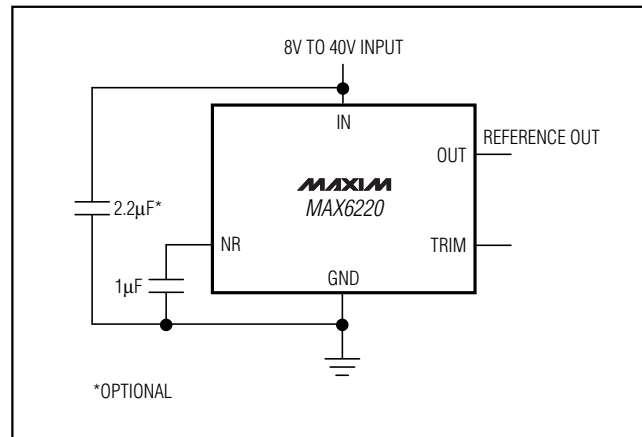 8V TO 40V INPUT
IN
REFERENCE OUT
OUT
MAXIM
MAX6220
2.2µF*
NR
TRIM
1µF
GND
*OPTIONAL